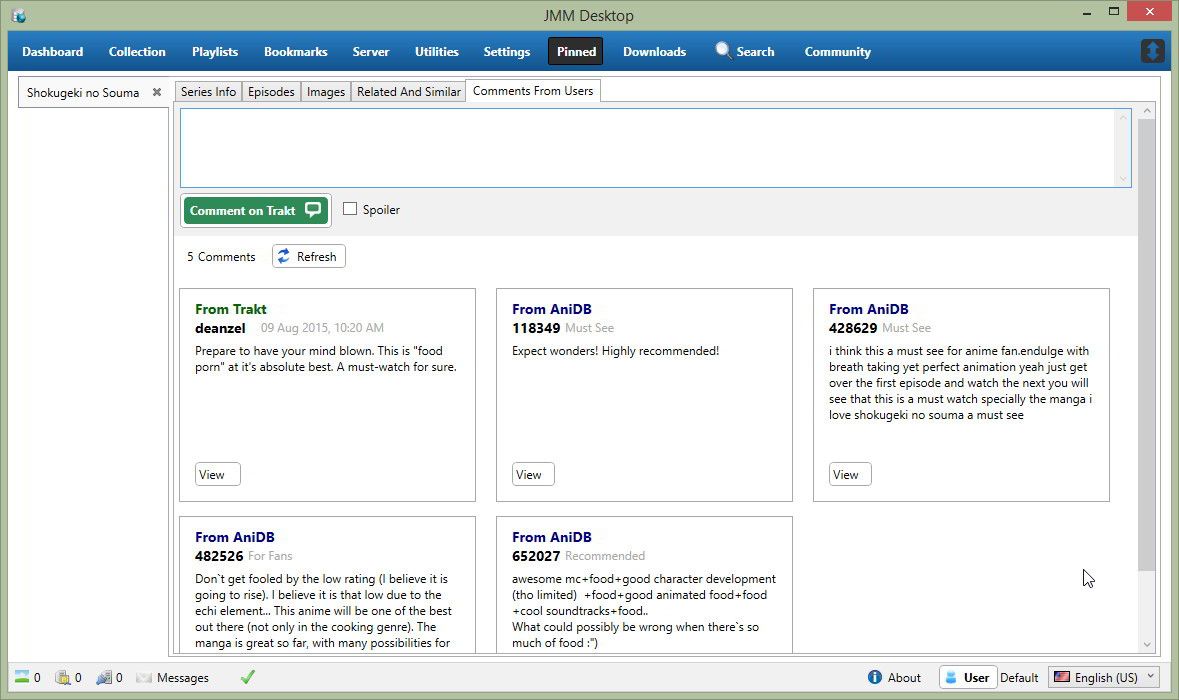 JMM Desktop
Dashboard Collection Playlists Bookmarks Server Utilities Settings Pinned Downloads Search Community
Shokugeki no Souma
Series Info Episodes Images Related And Similar Comments From Users
Comment on Trakt Spoiler
5 Comments Refresh
From Trakt
deanzel 09 Aug 2015, 10:20 AM
Prepare to have your mind blown. This is "food
porn" at it's absolute best. A must-watch for sure.
View
From AniDB
118349 Must See
Expect wonders! Highly recommended!
View
From AniDB
428629 Must See
i think this a must see for anime fan.endulge with
breath taking yet perfect animation yeah just get
over the first episode and watch the next you will
see that this is a must watch specially the manga i
love shokugeki no souma a must see
View
From AniDB
482526 For Fans
Don`t get fooled by the low rating (I believe it is
going to rise). I believe it is that low due to the
echi element... This anime will be one of the best
out there (not only in the cooking genre). The
manga is great so far, with many possibilities for
From AniDB
652027 Recommended
awesome mc+food+good character development
(tho limited) +food+good animated food+food
+cool soundtracks+food..
What could possibly be wrong when there`s so
much of food :")
0 0 0 Messages About User Default English (US)